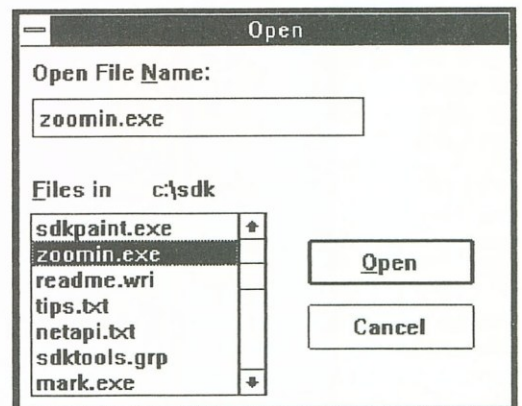 Open
Open File Name:
zoomin.exe
Files in c:\sdk
sdkpaint.exe
zoomin.exe
readme.wri
tips.txt
netapi.txt
sdktools.grp
mark.exe
Open
Cancel